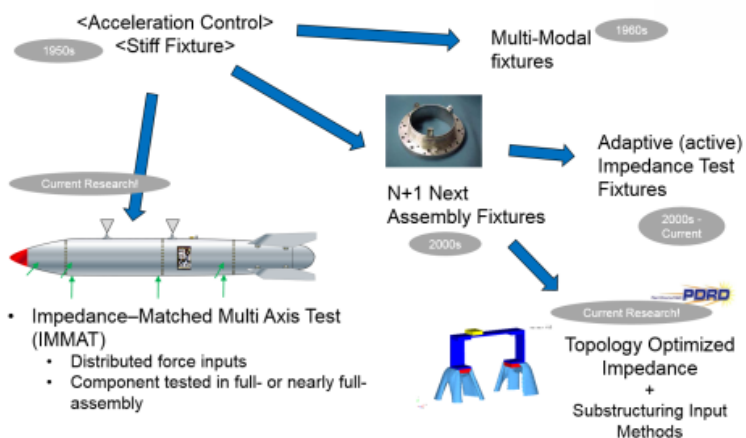 <Acceleration Control>
<Stiff Fixture>
1950s
Multi-Modal
fixtures
1960s
Current Research!
N+1 Next
Assembly Fixtures
2000s
Adaptive (active)
Impedance Test
Fixtures
2000s -
Current
• Impedance–Matched Multi Axis Test
(IMMAT)
• Distributed force inputs
• Component tested in full- or nearly full-
assembly
PDRD
Current Research!
Topology Optimized
Impedance
+
Substructuring Input
Methods